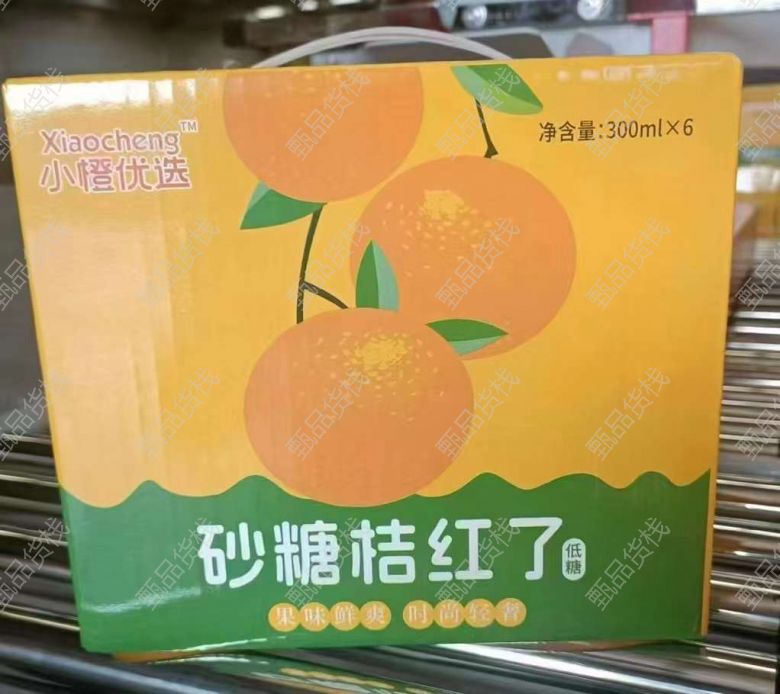 Xiaocheng™
小橙优选
净含量:300ml×6
砂糖桔红了
低糖
果味鲜爽 时尚轻奢
甄品货栈